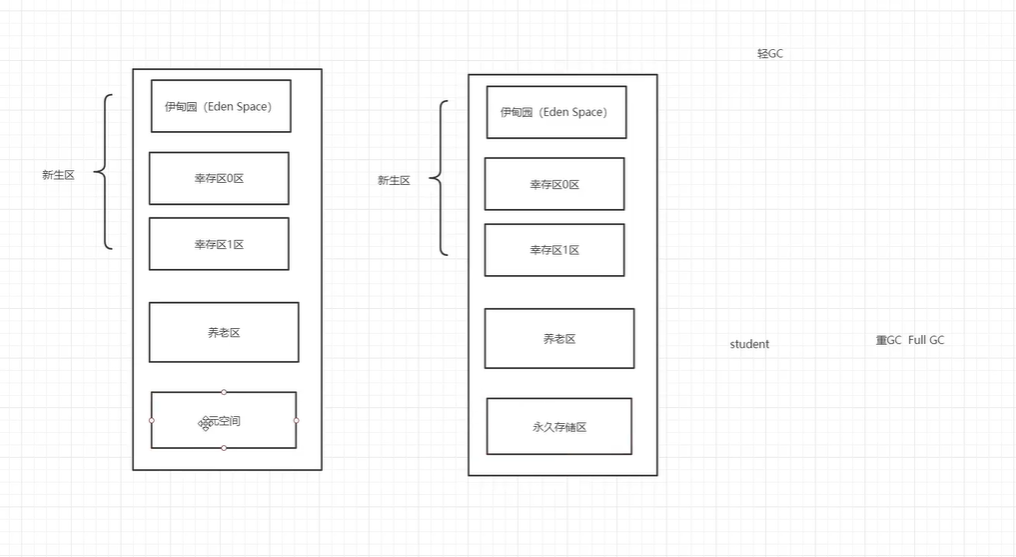 轻GC
伊甸园（Eden Space）
幸存区0区
新生区
幸存区1区
养老区
元空间
伊甸园（Eden Space）
幸存区0区
新生区
幸存区1区
养老区
永久存储区
student
重GC Full GC